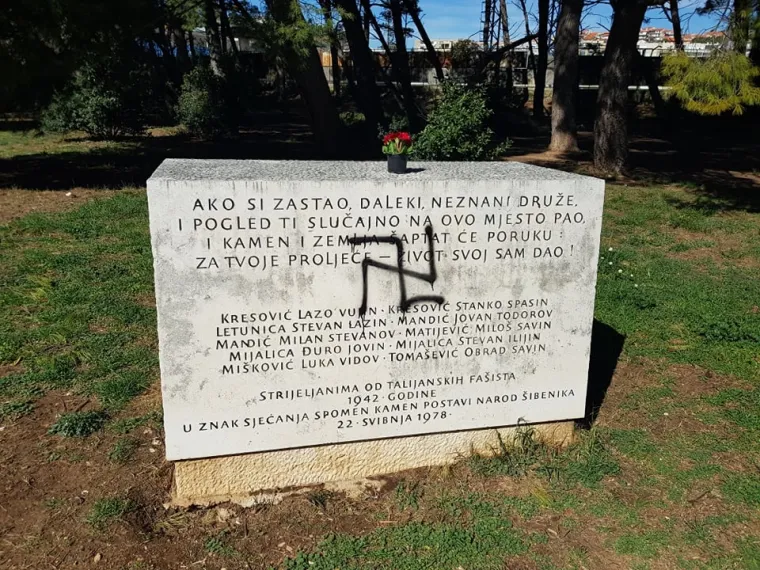 AKO SI ZASTAO, DALEKI, NEZNANI DRUŽE,
I POGLED TI SLUČAJNO NA OVO MJESTO PAO,
I KAMEN I ZEMLJA ŠAPTAT ĆE PORUKU :
ZA TVOJE PROLJEĆE – ŽIVOT SVOJ SAM DAO !
KRESOVIĆ LAZO VUJIN · KRESOVIĆ STANKO SPASIN
LETUNICA STEVAN LAZIN · MANDIĆ JOVAN TODOROV
MANDIĆ MILAN STEVANOV · MATIJEVIĆ MILOŠ SAVIN
MIJALICA ĐURO JOVIN · MIJALICA STEVAN ILIJIN
MIŠKOVIĆ LUKA VIDOV · TOMAŠEVIĆ OBRAD SAVIN
STRIJELJANIMA OD TALIJANSKIH FAŠISTA
1942 · GODINE
U ZNAK SJEĆANJA SPOMEN KAMEN POSTAVI NAROD ŠIBENIKA
22 · SVIBNJA 1978 ·